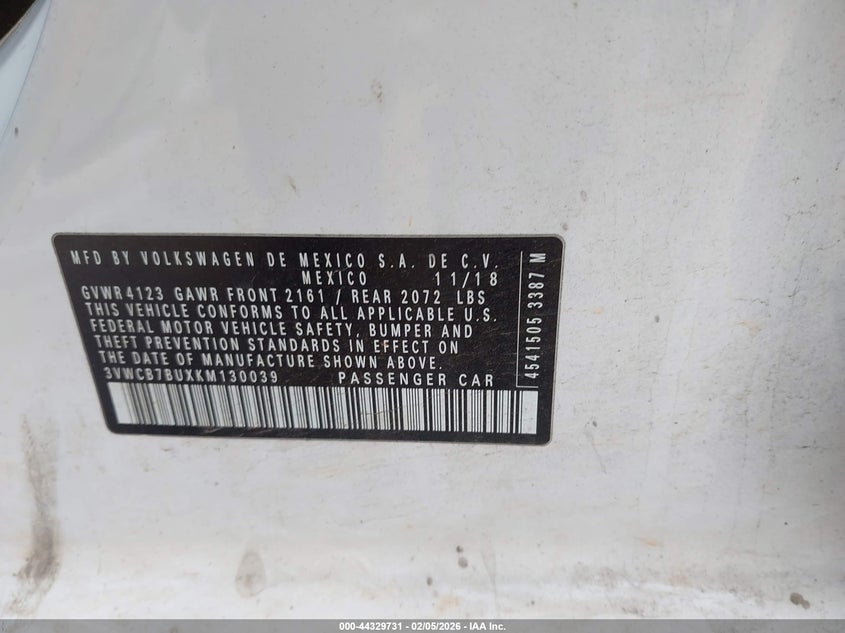 MFD BY VOLKSWAGEN DE MEXICO S.A. DE C.V.
MEXICO 11/18
GVWR 4123 GAWR FRONT 2161 / REAR 2072 LBS
THIS VEHICLE CONFORMS TO ALL APPLICABLE U.S.
FEDERAL MOTOR VEHICLE SAFETY, BUMPER AND
THEFT PREVENTION STANDARDS IN EFFECT ON
THE DATE OF MANUFACTURE SHOWN ABOVE.
3VWCB7BUXKM130039 PASSENGER CAR
4541505 3387 M
000-44329731 - 02/05/2026 - IAA Inc.